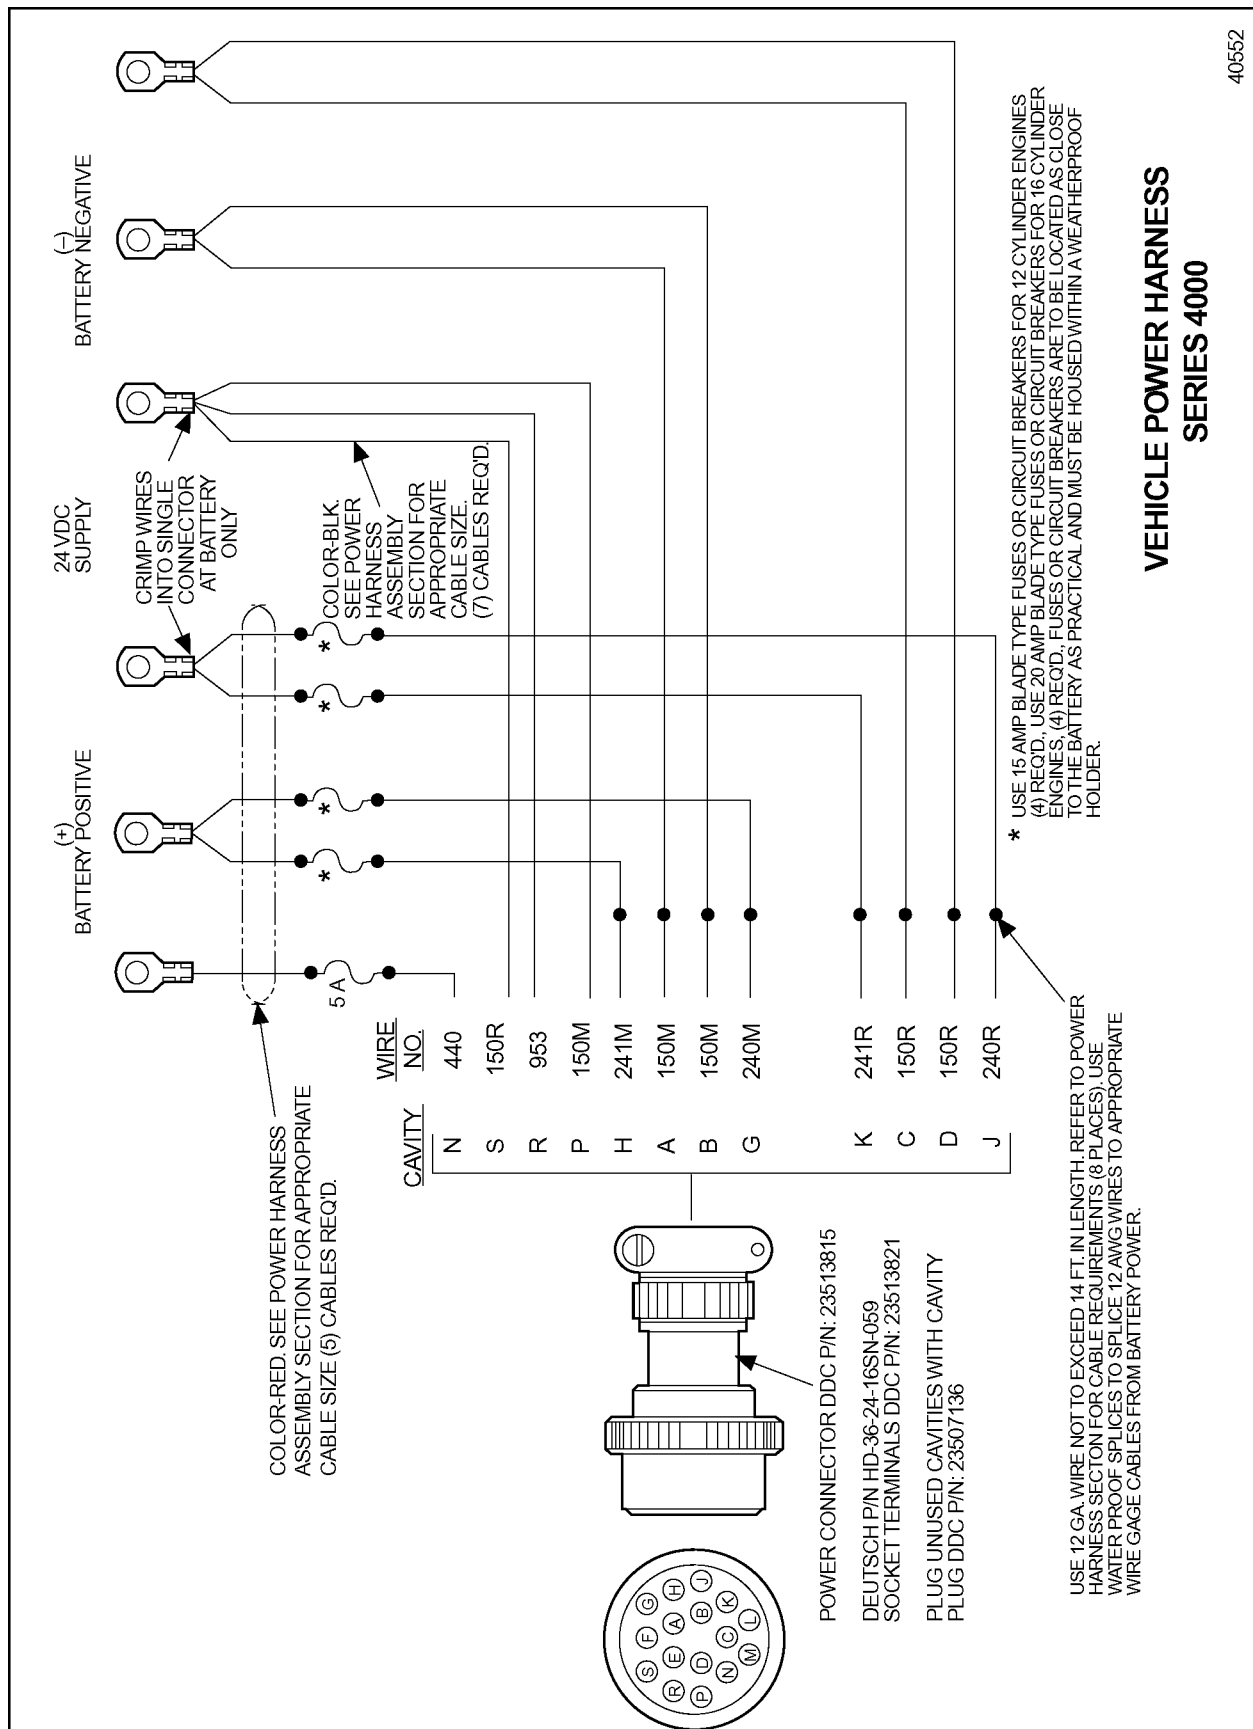 (+)
BATTERY POSITIVE
24 VDC
SUPPLY
(–)
BATTERY NEGATIVE
CRIMP WIRES
INTO SINGLE
CONNECTOR
AT BATTERY
ONLY
COLOR-RED. SEE POWER HARNESS
ASSEMBLY SECTION FOR APPROPRIATE
CABLE SIZE (5) CABLES REQ'D.
COLOR-BLK.
SEE POWER
HARNESS
ASSEMBLY
SECTION FOR
APPROPRIATE
CABLE SIZE.
(7) CABLES REQ'D.
5 A
*
*
*
*
CAVITY
WIRE
NO.
N 440
S 150R
R 953
P 150M
H 241M
A 150M
B 150M
G 240M
K 241R
C 150R
D 150R
J 240R
S
F
G
R
E
A
H
P
D
B
J
N
C
K
M
L
POWER CONNECTOR DDC P/N: 23513815
DEUTSCH P/N HD-36-24-16SN-059
SOCKET TERMINALS DDC P/N: 23513821
PLUG UNUSED CAVITIES WITH CAVITY
PLUG DDC P/N: 23507136
USE 12 GA. WIRE NOT TO EXCEED 14 FT. IN LENGTH. REFER TO POWER
HARNESS SECTON FOR CABLE REQUIREMENTS (8 PLACES). USE
WATER PROOF SPLICES TO SPLICE 12 AWG WIRES TO APPROPRIATE
WIRE GAGE CABLES FROM BATTERY POWER.
* USE 15 AMP BLADE TYPE FUSES OR CIRCUIT BREAKERS FOR 12 CYLINDER ENGINES
(4) REQ'D., USE 20 AMP BLADE TYPE FUSES OR CIRCUIT BREAKERS FOR 16 CYLINDER
ENGINES, (4) REQ'D., FUSES OR CIRCUIT BREAKERS ARE TO BE LOCATED AS CLOSE
TO THE BATTERY AS PRACTICAL AND MUST BE HOUSED WITHIN A WEATHERPROOF
HOLDER.
VEHICLE POWER HARNESS
SERIES 4000
40552